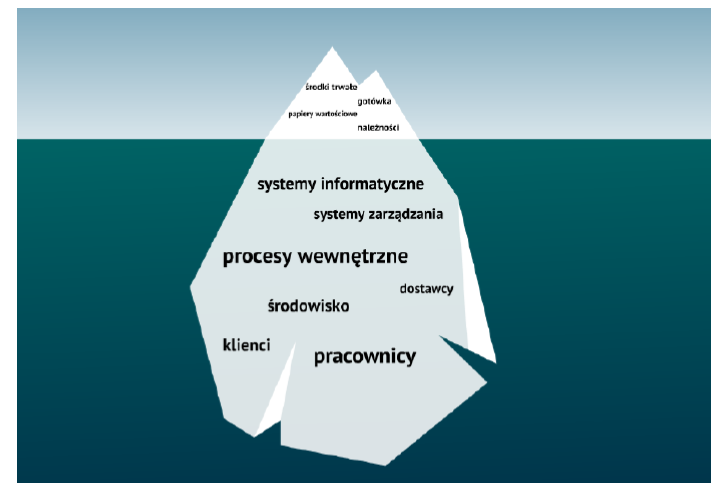 środki trwałe
gotówka
papiery wartościowe
należności
systemy informatyczne
systemy zarządzania
procesy wewnętrzne
dostawcy
środowisko
klienci
pracownicy